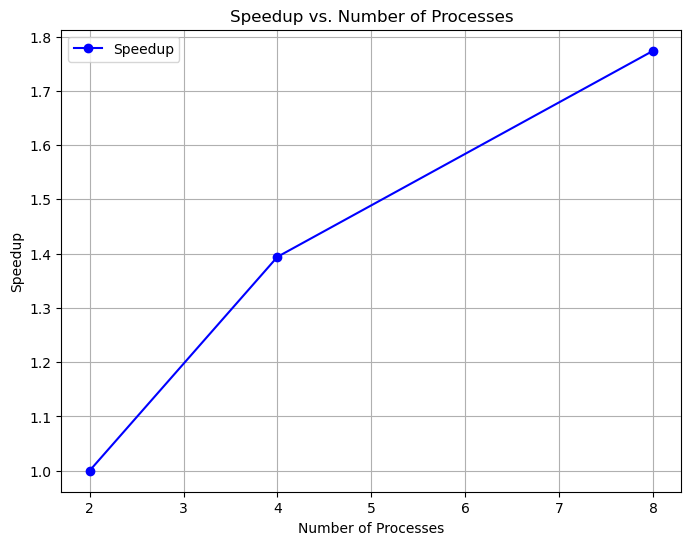 Speedup vs. Number of Processes
Speedup
1.8
1.7
1.6
1.5
1.4
1.3
1.2
1.1
1.0
Speedup
2 3 4 5 6 7 8
Number of Processes